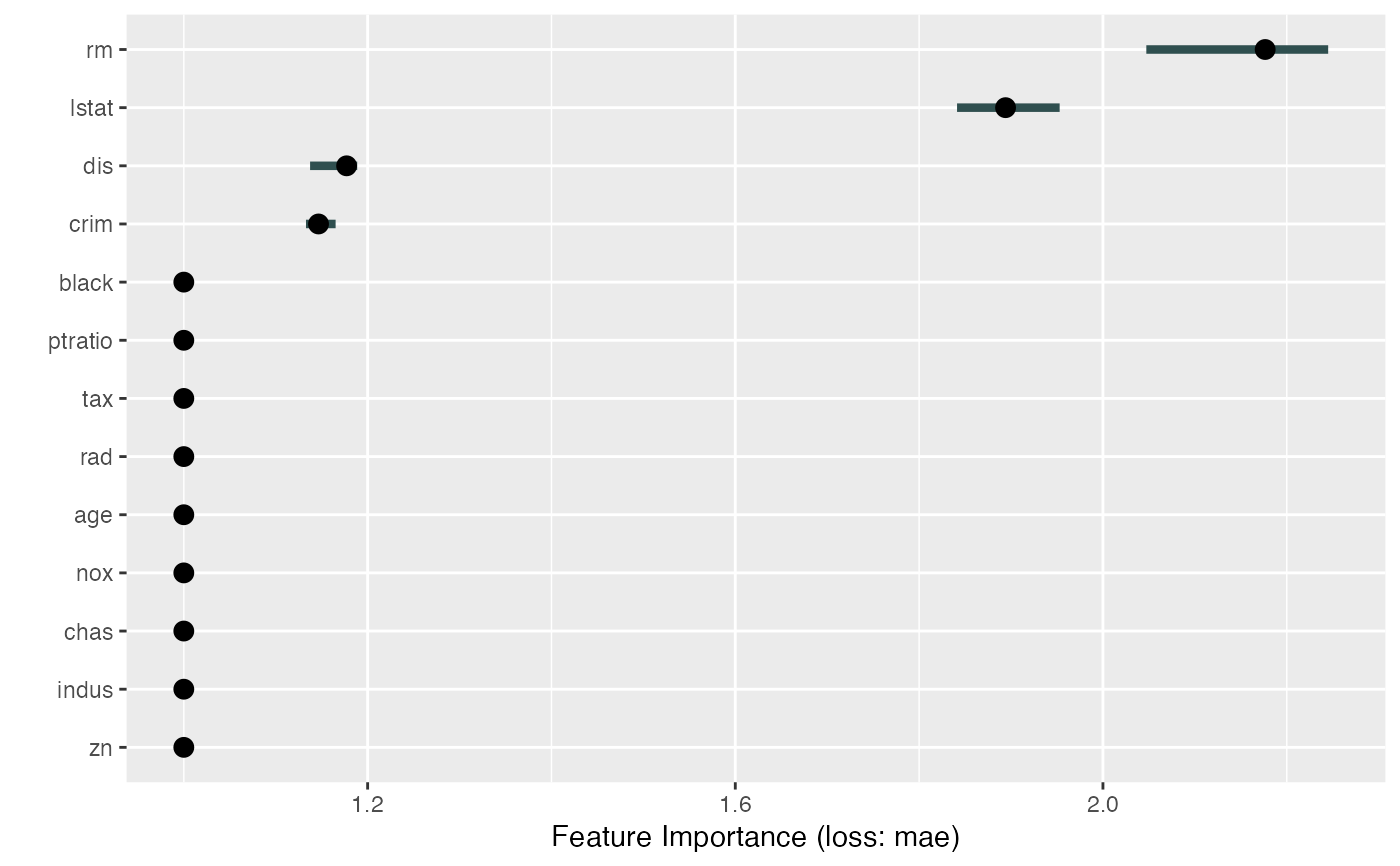 rm
lstat
dis
crim
black
ptratio
tax
rad
age
nox
chas
indus
zn
1.2 1.6 2.0
Feature Importance (loss: mae)